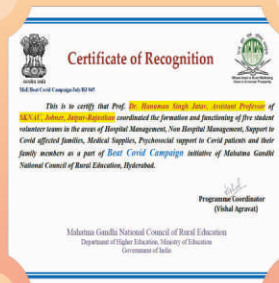 Certificate of Recognition
This is to certify that Prof. Dr. Hanuman Singh Jatav, Assistant Professor of
SKNAU, Jobner, Jaipur-Rajasthan coordinated the formation and functioning of five student
volunteer teams in the areas of Hospital Management, Non Hospital Management, Support to
Covid affected families, Medical Supplies, Psychosocial support to Covid patients and their
family members as a part of Beat Covid Campaign initiative of Mahatma Gandhi
National Council of Rural Education, Hyderabad.
Programme Coordinator
(Vishal Agravat)
Mahatma Gandhi National Council of Rural Education
Department of Higher Education, Ministry of Education
Government of India